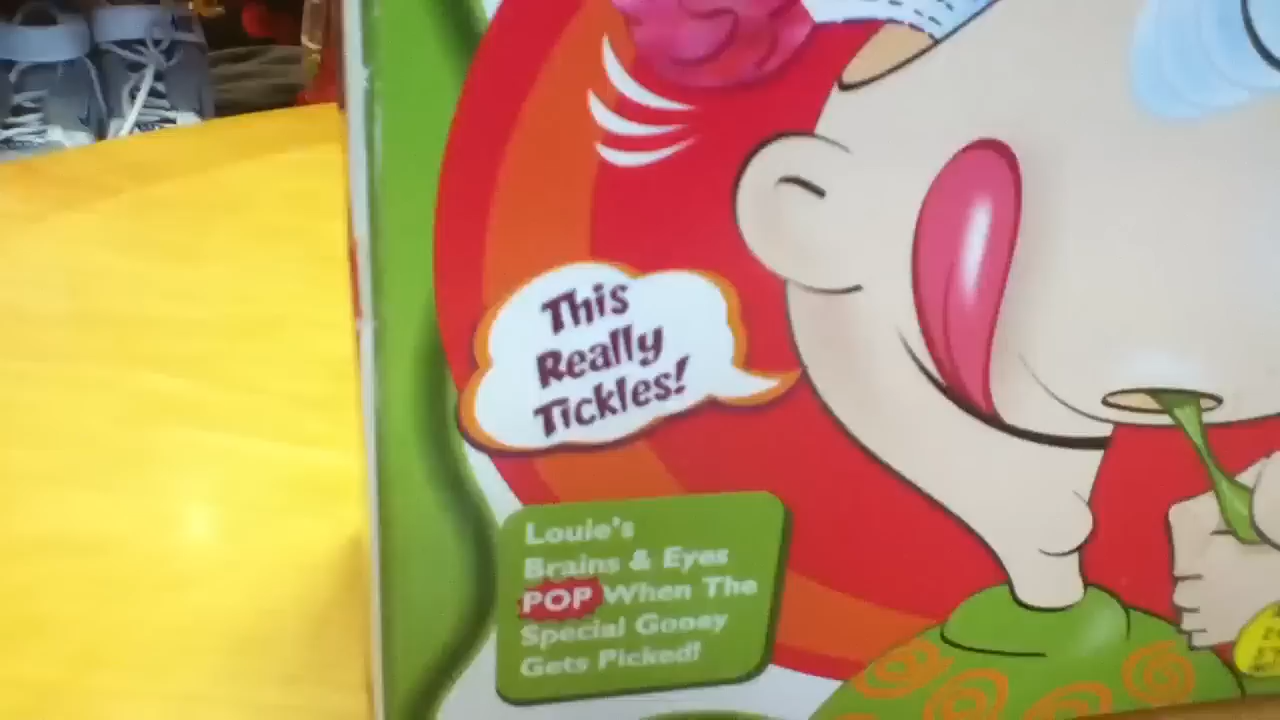 This
Really
Tickles!
Louie's
Brains & Eyes
POP When The
Special Gooey
Gets Picked!